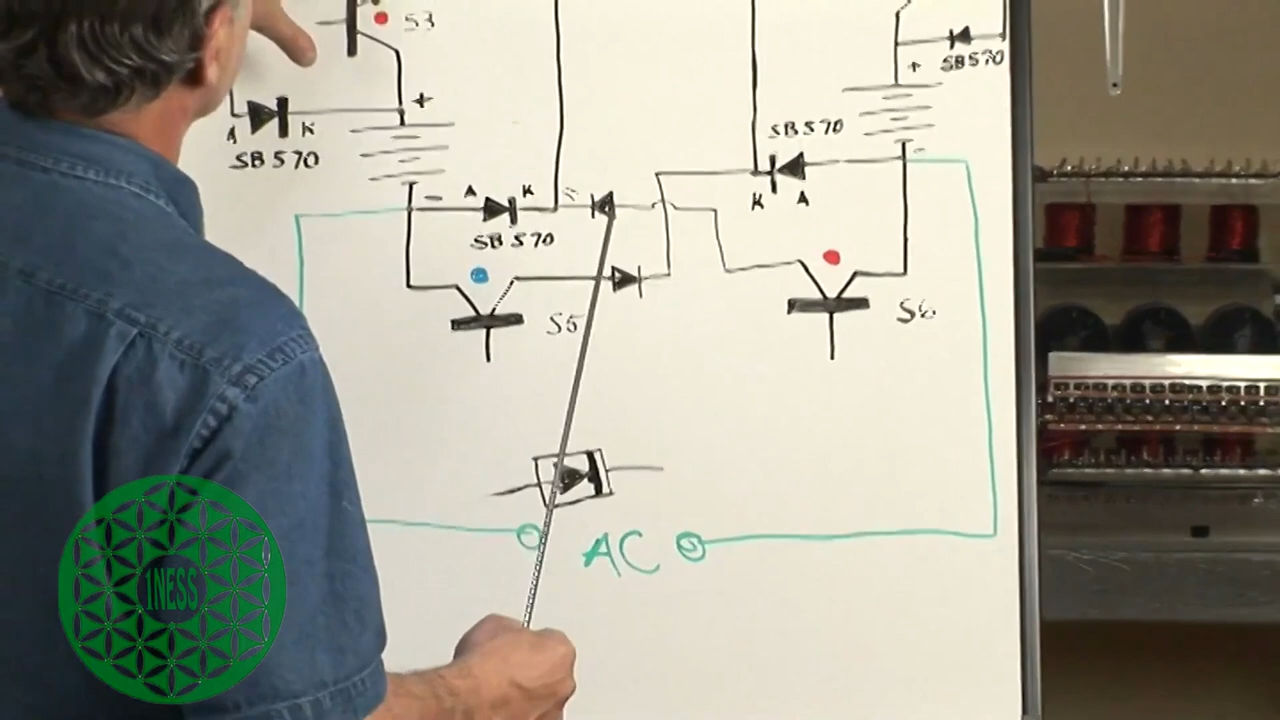 S3
+
SB570
+
A K
SB570
SB570
A K
K A
SB570
S5
S6
AC
1NESS